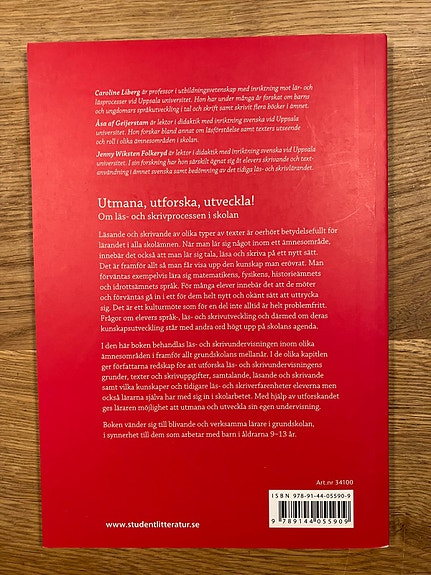 Caroline Liberg är professor i utbildningsvetenskap med inriktning mot lär- och
läsprocesser vid Uppsala universitet. Hon har under många år forskat om barns
och ungdomars språkutveckling i tal och skrift samt skrivit flera böcker i ämnet.
Åsa af Geijerstam är lektor i didaktik med inriktning svenska vid Uppsala
universitet. Hon forskar bland annat om läsförståelse samt texters utseende
och roll i olika ämnesområden i skolan.
Jenny Wiksten Folkeryd är lektor i didaktik med inriktning svenska vid Uppsala
universitet. I sin forskning har hon särskilt ägnat sig åt elevers skrivande och text-
användning i ämnet svenska samt bedömning av det tidiga läs- och skrivlärandet.
Utmana, utforska, utveckla!
Om läs- och skrivprocessen i skolan
Läsande och skrivande av olika typer av texter är oerhört betydelsefullt för
lärandet i alla skolämnen. När man lär sig något inom ett ämnesområde,
innebär det också att man lär sig tala, läsa och skriva på ett nytt sätt.
Det är framför allt så man får visa upp den kunskap man erövrat. Man
förväntas exempelvis lära sig matematikens, fysikens, historieämnets
och idrottsämnets språk. För många elever innebär det att de möter
och förväntas gå in i ett för dem helt nytt och okänt sätt att uttrycka
sig. Det är ett kulturmöte som för en del inte alltid är helt problemfritt.
Frågor om elevers språk-, läs- och skrivutveckling och därmed om deras
kunskapsutveckling står med andra ord högt upp på skolans agenda.
I den här boken behandlas läs- och skrivundervisningen inom olika
ämnesområden i framför allt grundskolans mellanår. I de olika kapitlen
ger författarna redskap för att utforska läs- och skrivundervisningens
grunder, texter och skrivuppgifter, samtalande, läsande och skrivande
samt vilka kunskaper och tidigare läs- och skriverfarenheter eleverna men
också lärarna själva har med sig in i skolarbetet. Med hjälp av utforskandet
ges läraren möjlighet att utmana och utveckla sin egen undervisning.
Boken vänder sig till blivande och verksamma lärare i grundskolan,
i synnerhet till dem som arbetar med barn i åldrarna 9–13 år.
Art.nr 34100
ISBN 978-91-44-05590-9
9 789144 055909
www.studentlitteratur.se